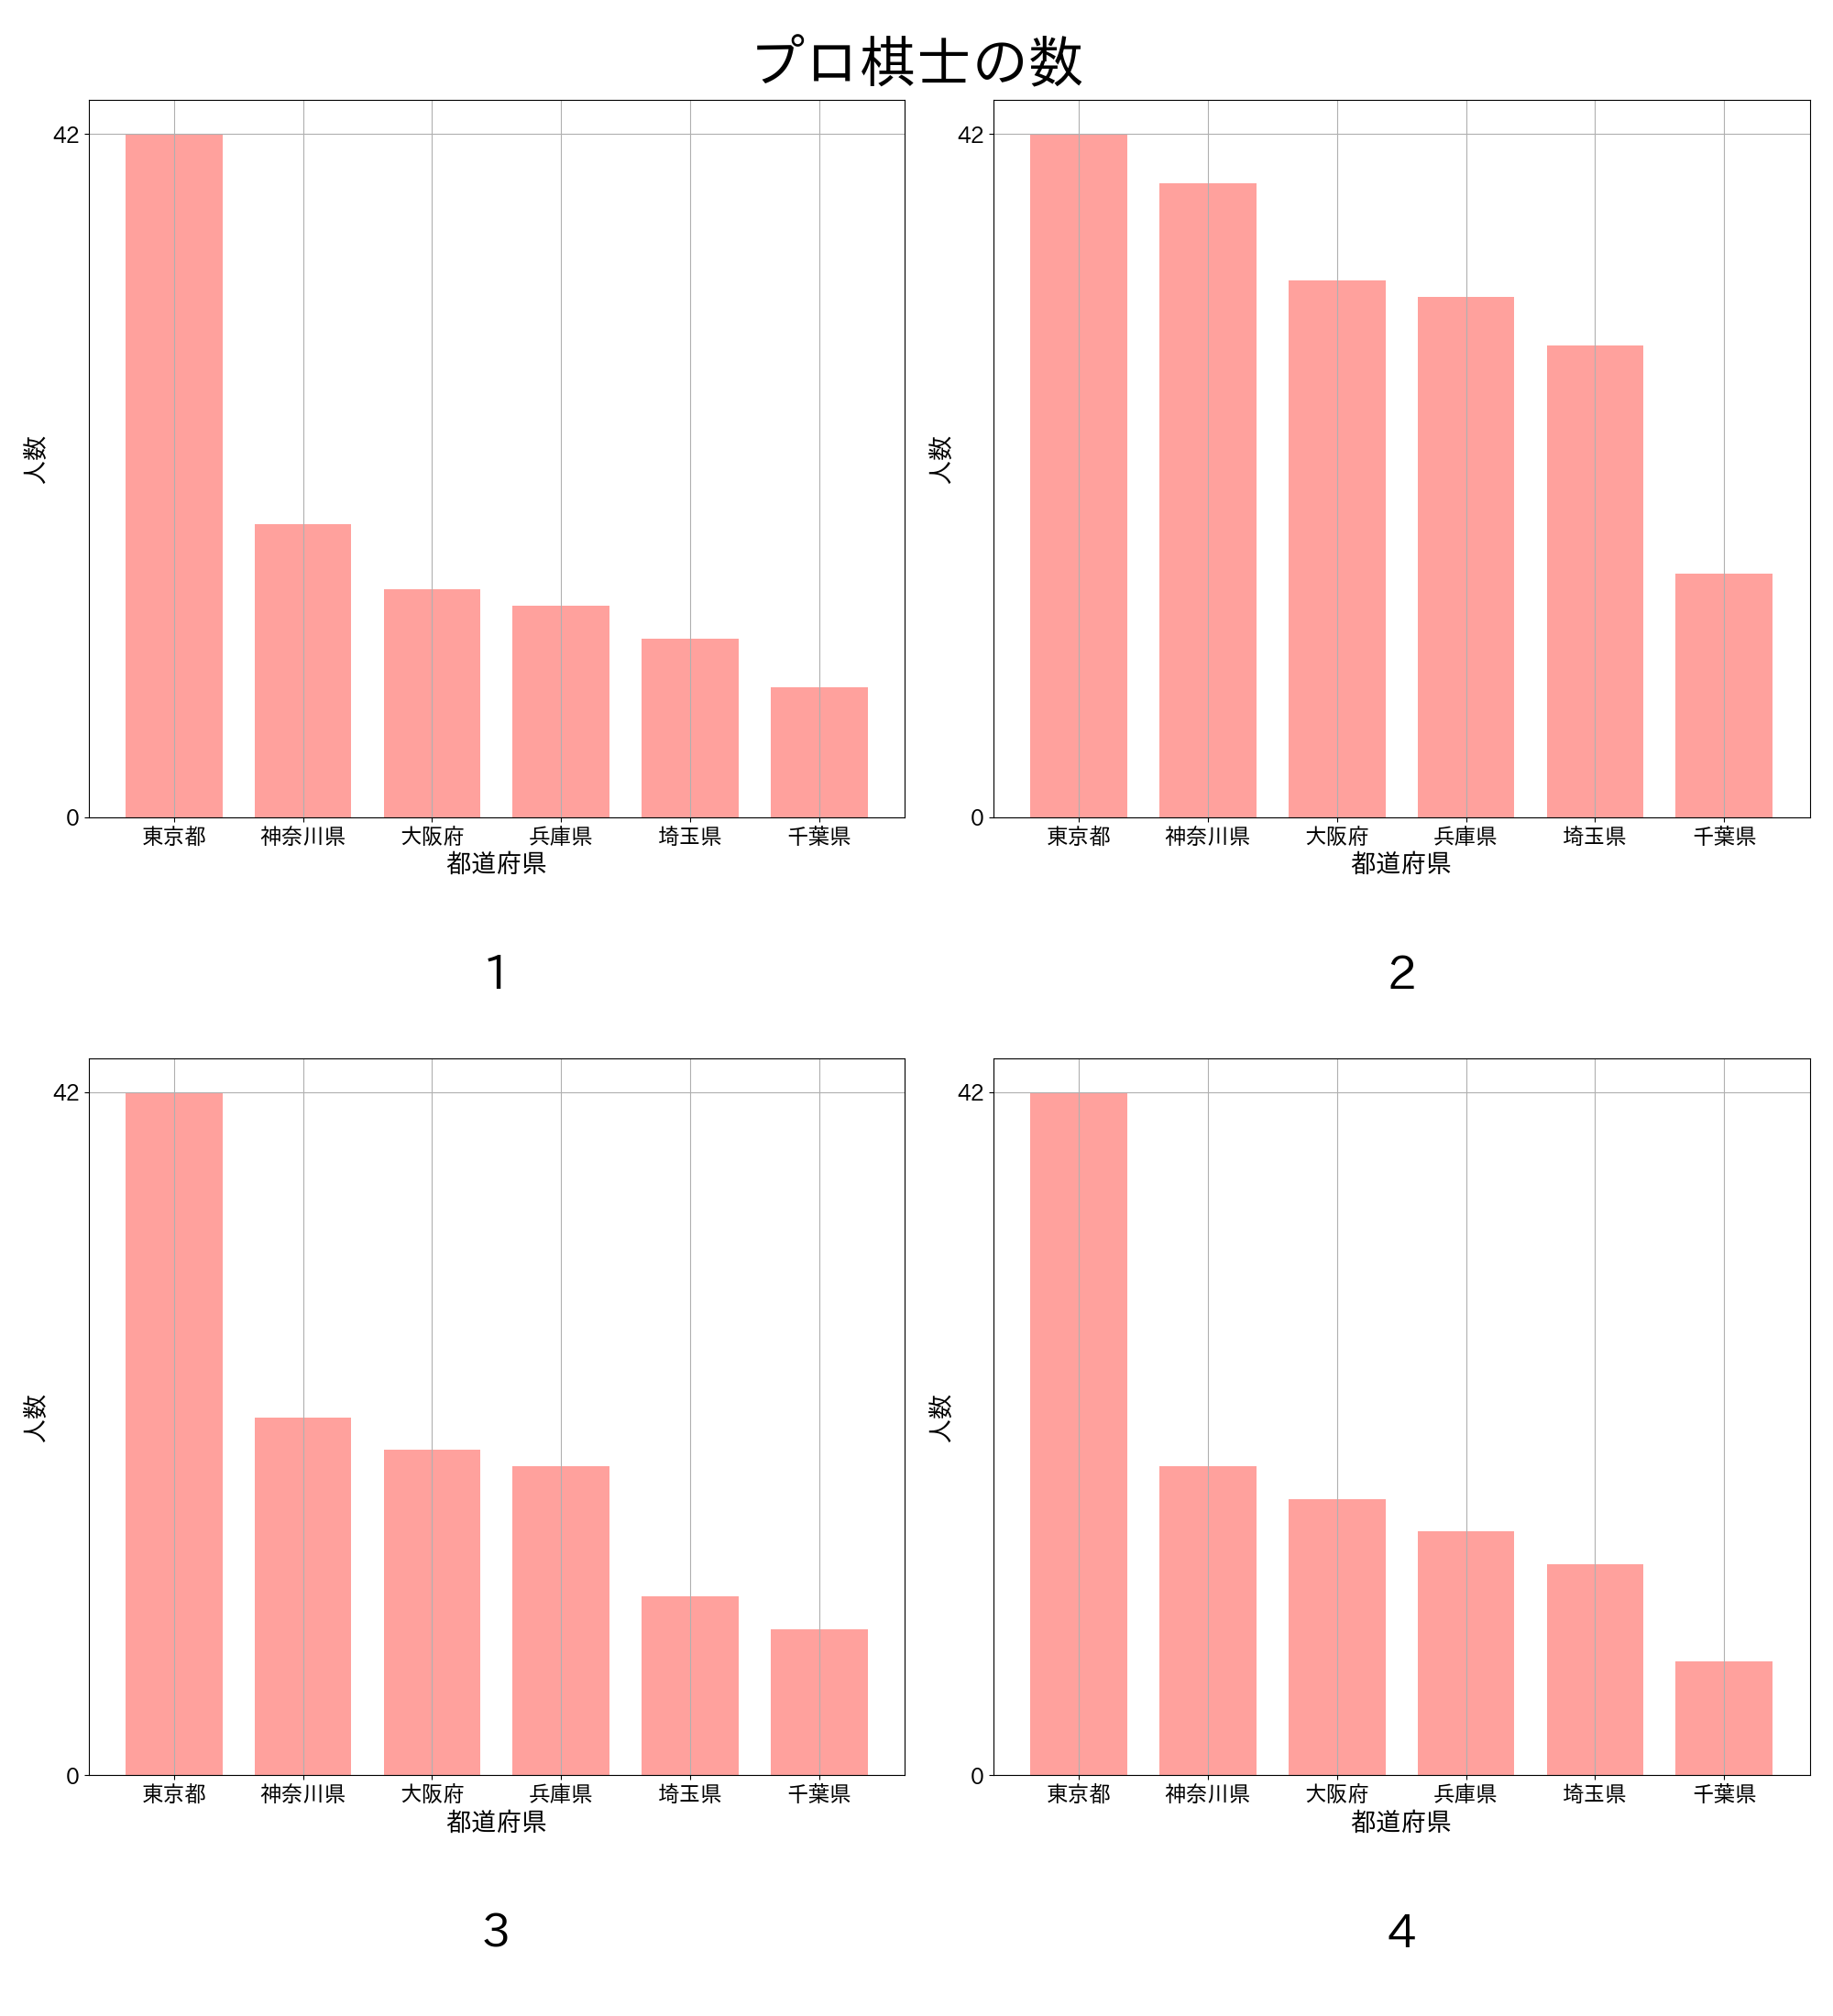 プロ棋士の数
42
0
人数
東京都 神奈川県 大阪府 兵庫県 埼玉県 千葉県
都道府県
1
42
0
人数
東京都 神奈川県 大阪府 兵庫県 埼玉県 千葉県
都道府県
2
42
0
人数
東京都 神奈川県 大阪府 兵庫県 埼玉県 千葉県
都道府県
3
42
0
人数
東京都 神奈川県 大阪府 兵庫県 埼玉県 千葉県
都道府県
4